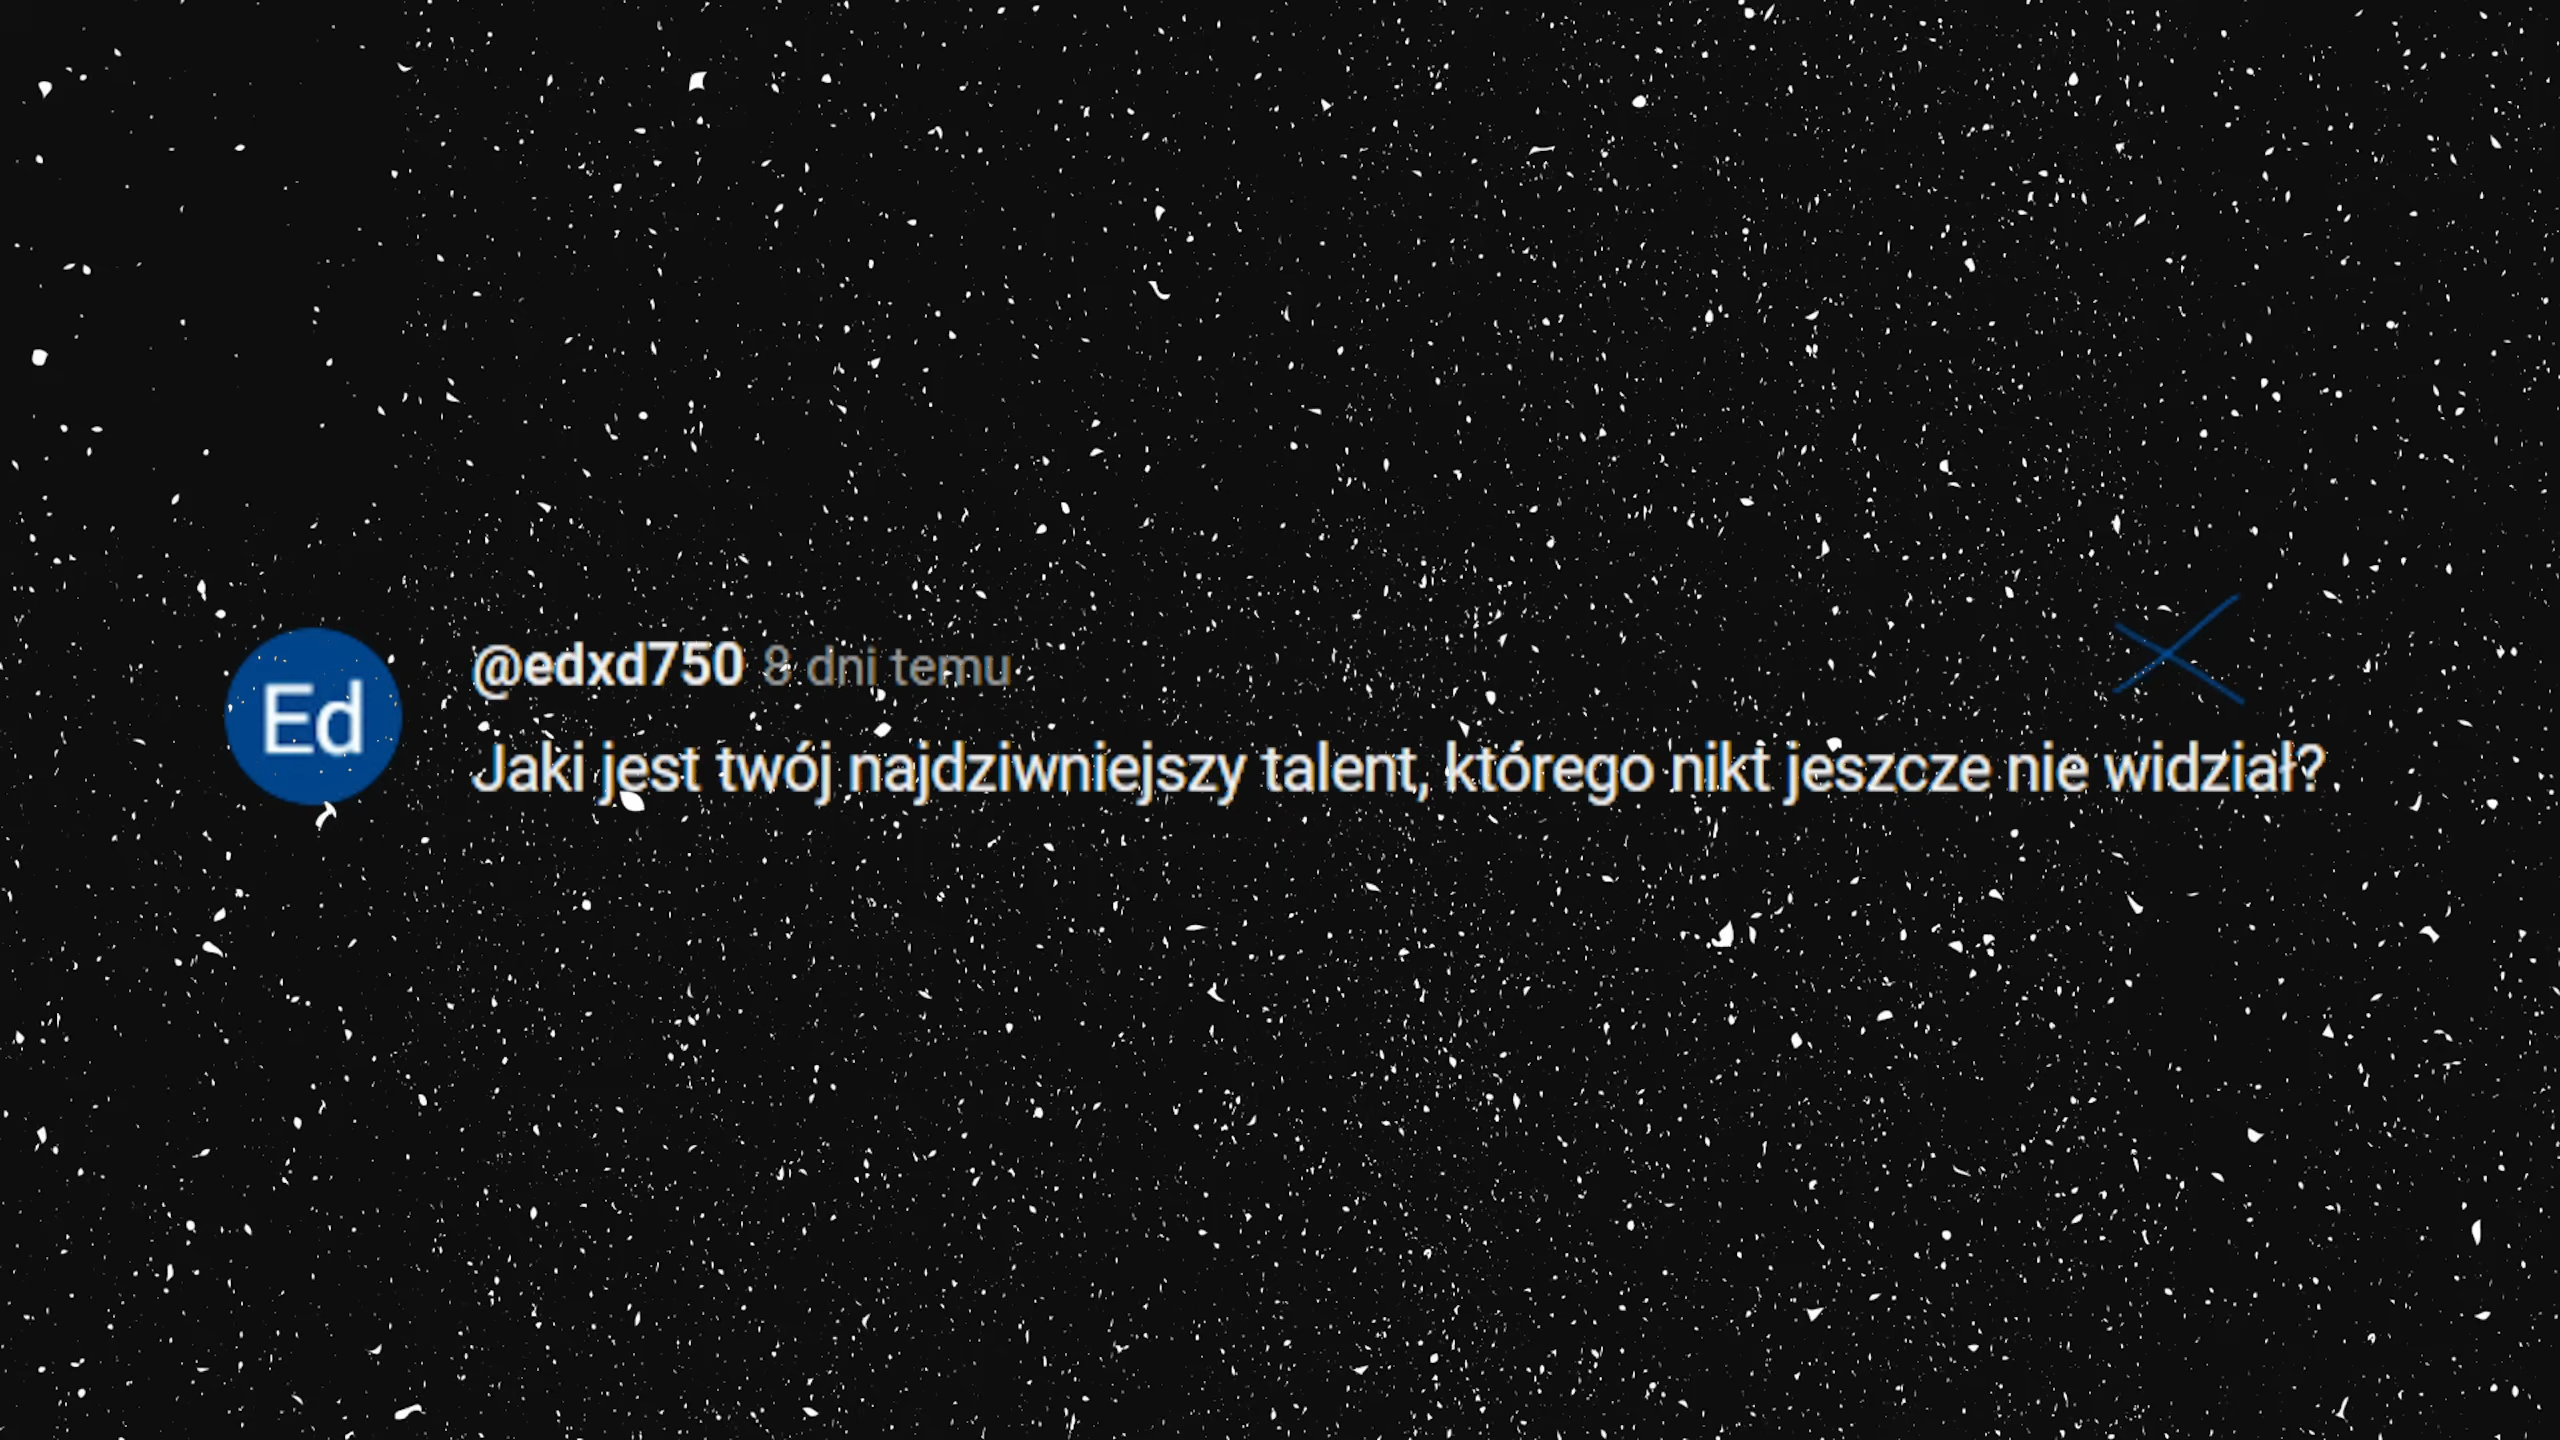 Ed
@edxd750 8 dni temu
Jaki jest twój najdziwniejszy talent, którego nikt jeszcze nie widział?